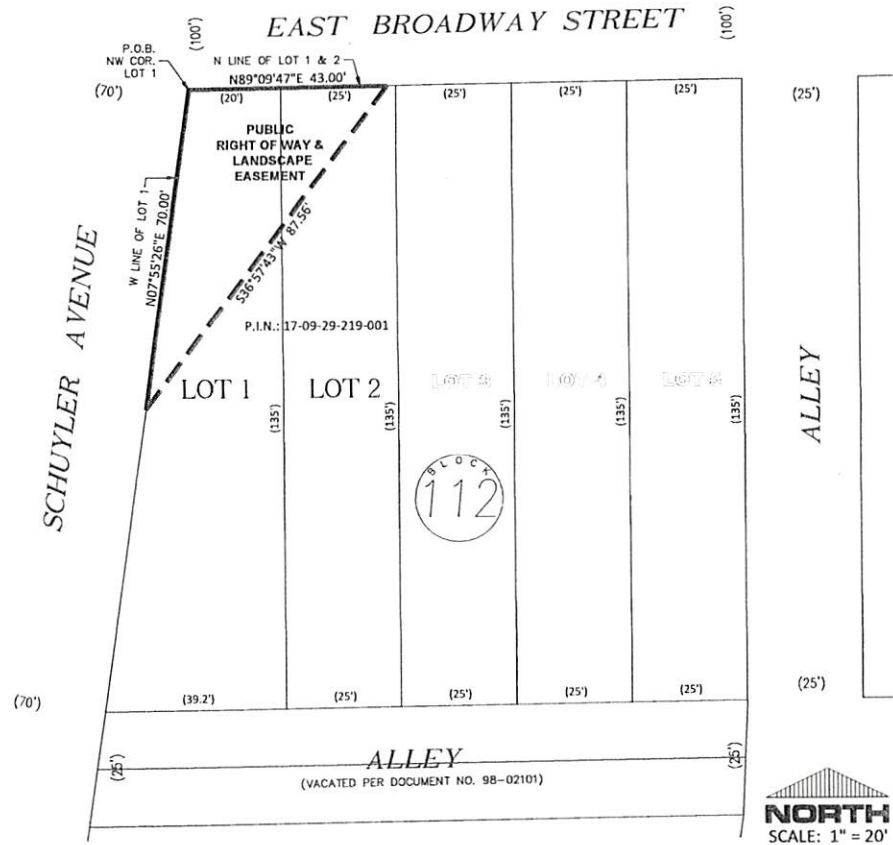 EAST BROADWAY STREET
(100')
(100')
P.O.B.
NW COR.
LOT 1
N LINE OF LOT 1 & 2
N89°09'47"E 43.00'
(70')
(20')
(25')
(25')
(25')
(25')
(25')
PUBLIC
RIGHT OF WAY &
LANDSCAPE
EASEMENT
W LINE OF LOT 1
N07°55'26"E 70.00'
S36°57'43"W 87.56'
SCHUYLER AVENUE
P.I.N.: 17-09-29-219-001
LOT 1
LOT 2
LOT 3
LOT 4
LOT 5
ALLEY
(135')
(135')
(135')
(135')
(135')
BLOCK
112
(70')
(39.2')
(25')
(25')
(25')
(25')
(25')
(25')
ALLEY
(25')
(VACATED PER DOCUMENT NO. 98-02101)
NORTH
SCALE: 1" = 20'